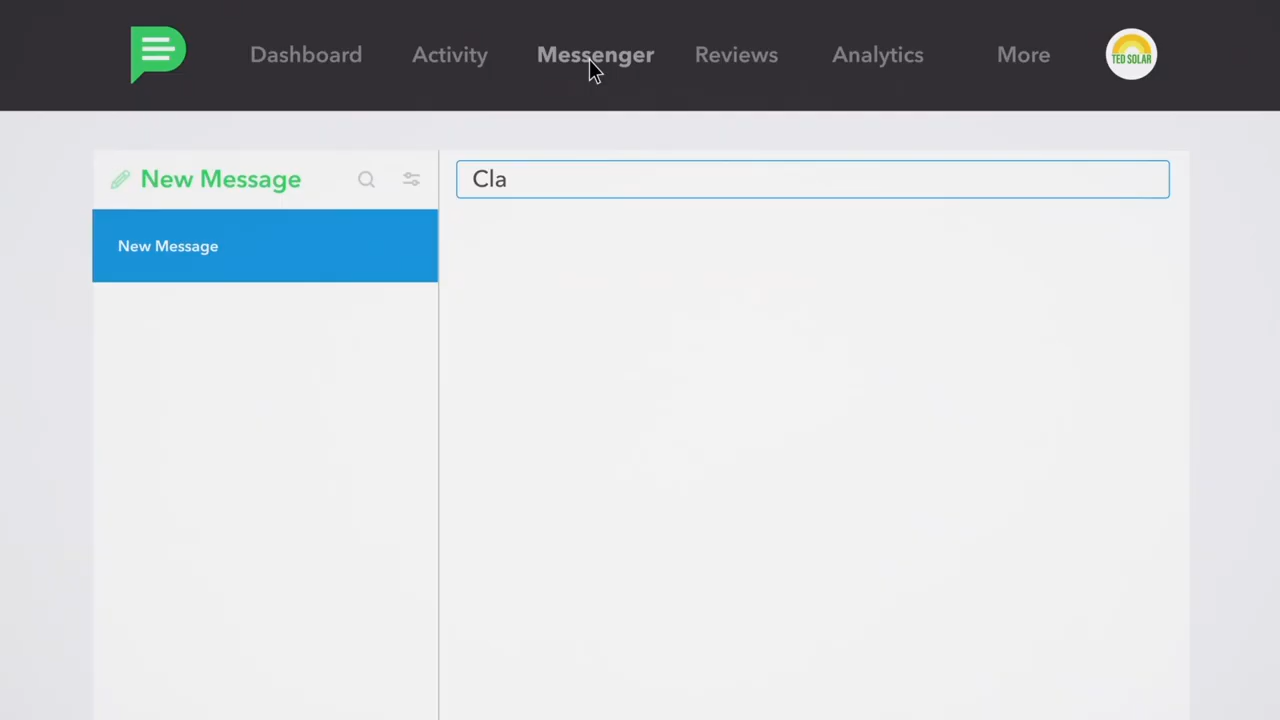 Dashboard Activity Messenger Reviews Analytics More TED SOLAR
New Message Cla
New Message